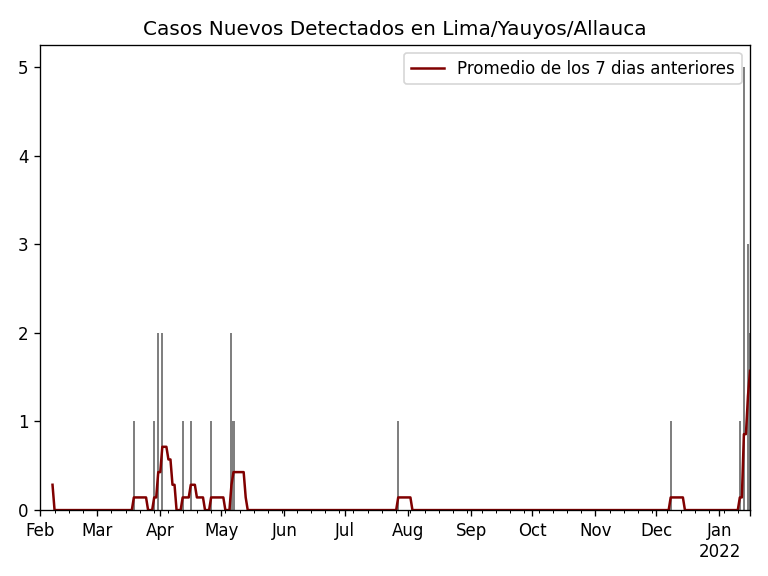 Casos Nuevos Detectados en Lima/Yauyos/Allauca
Promedio de los 7 dias anteriores
5
4
3
2
1
0
Feb Mar Apr May Jun Jul Aug Sep Oct Nov Dec Jan
2022